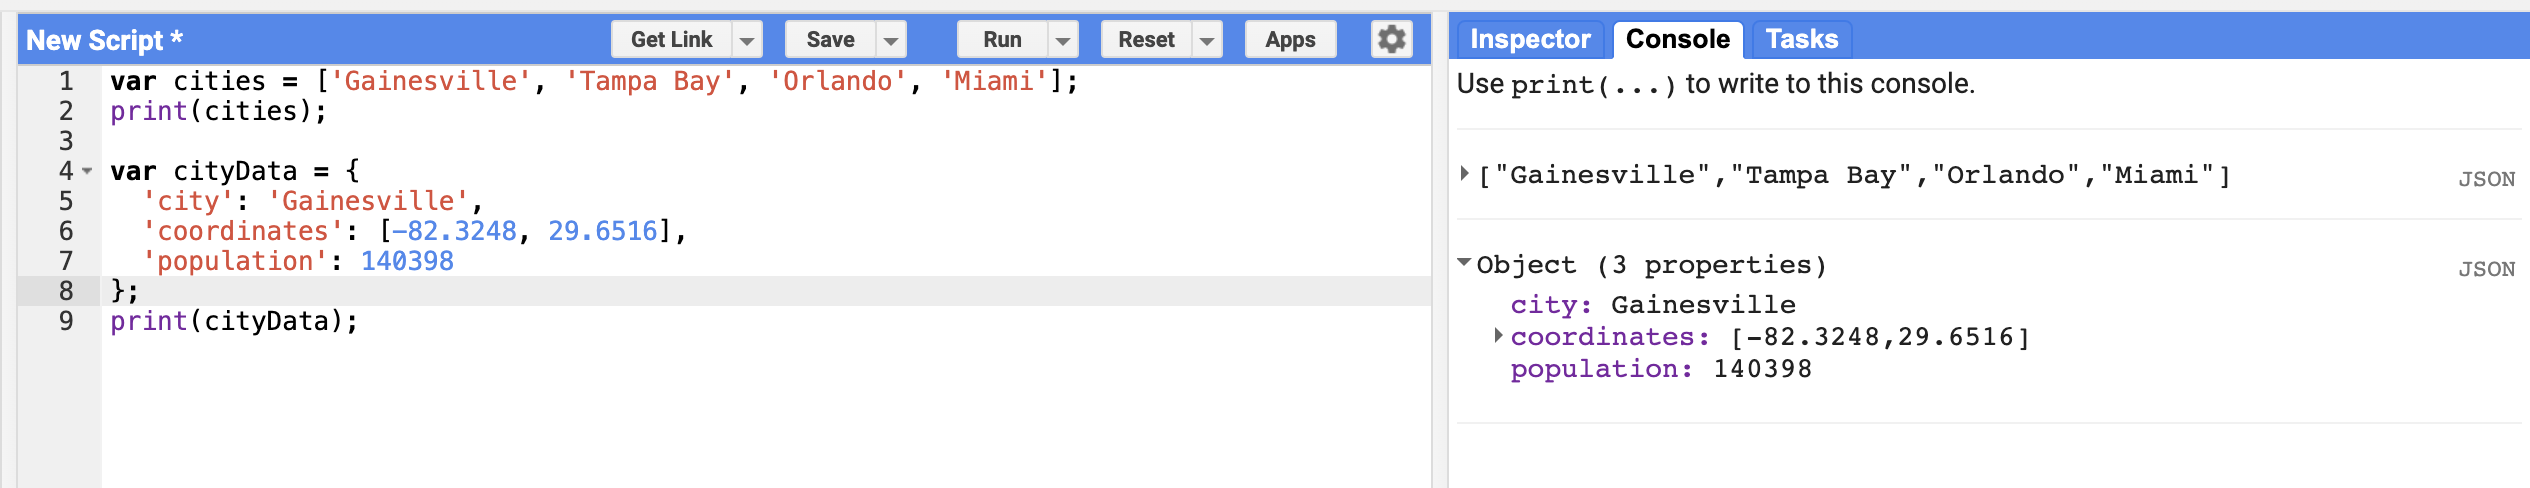 New Script *
Get Link
Save
Run
Reset
Apps
1 var cities = ['Gainesville', 'Tampa Bay', 'Orlando', 'Miami'];
2 print(cities);
3
4 var cityData = {
5 'city': 'Gainesville',
6 'coordinates': [-82.3248, 29.6516],
7 'population': 140398
8 };
9 print(cityData);
Inspector
Console
Tasks
Use print(...) to write to this console.
["Gainesville","Tampa Bay","Orlando","Miami"]
JSON
Object (3 properties)
JSON
city: Gainesville
coordinates: [-82.3248,29.6516]
population: 140398